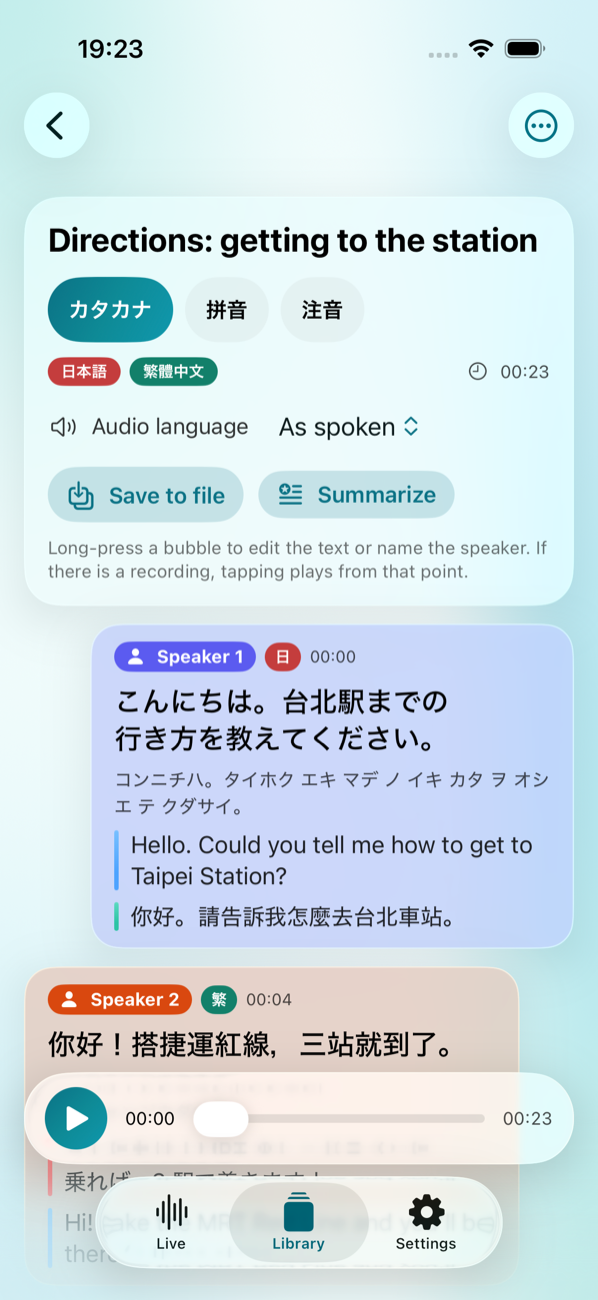 19:23
Directions: getting to the station
カタカナ
拼音
注音
日本語
繁體中文
00:23
Audio language
As spoken
Save to file
Summarize
Long-press a bubble to edit the text or name the speaker. If
there is a recording, tapping plays from that point.
Speaker 1
日
00:00
こんにちは。台北駅までの
行き方を教えてください。
コンニチハ。タイホク エキ マデ ノ イキ カタ ヲ オシ
エ テ クダサイ。
Hello. Could you tell me how to get to
Taipei Station?
你好。請告訴我怎麼去台北車站。
Speaker 2
繁
00:04
你好！搭捷運紅線，三站就到了。
00:00
00:23
乗れば
Hi!
Live
Library
Settings